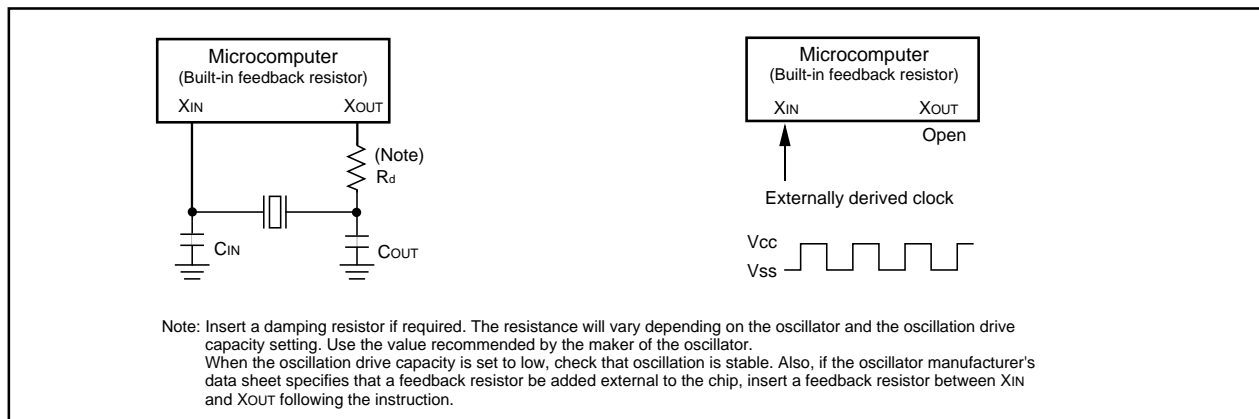 Microcomputer
(Built-in feedback resistor)
XIN XOUT
(Note)
Rd
CIN
COUT
Microcomputer
(Built-in feedback resistor)
XIN XOUT
Open
Externally derived clock
Vcc
Vss
Note: Insert a damping resistor if required. The resistance will vary depending on the oscillator and the oscillation drive
capacity setting. Use the value recommended by the maker of the oscillator.
When the oscillation drive capacity is set to low, check that oscillation is stable. Also, if the oscillator manufacturer's
data sheet specifies that a feedback resistor be added external to the chip, insert a feedback resistor between XIN
and XOUT following the instruction.